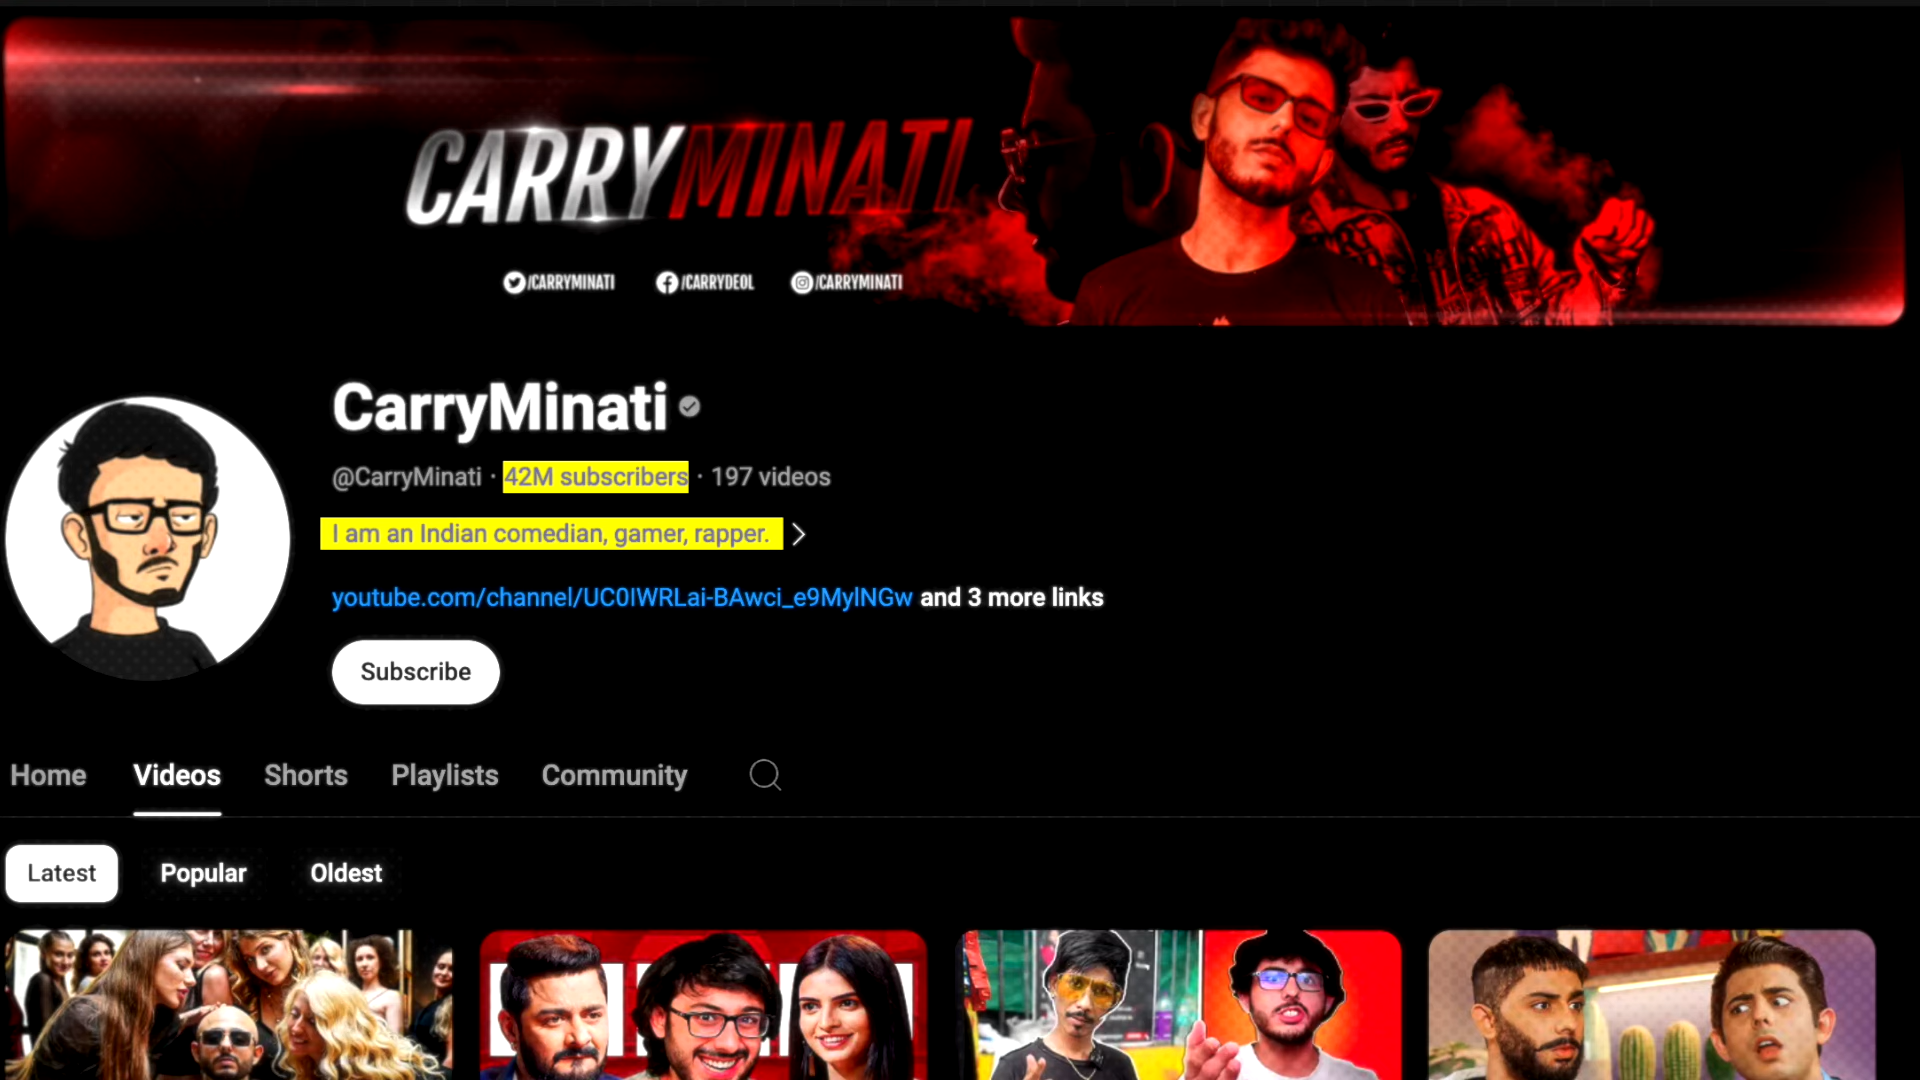 CARRYMINATI
/CARRYMINATI /CARRYDEOL /CARRYMINATI
CarryMinati
@CarryMinati · 42M subscribers · 197 videos
I am an Indian comedian, gamer, rapper.
youtube.com/channel/UC0IWRLai-BAwci_e9MylNGw and 3 more links
Subscribe
Home Videos Shorts Playlists Community
Latest Popular Oldest